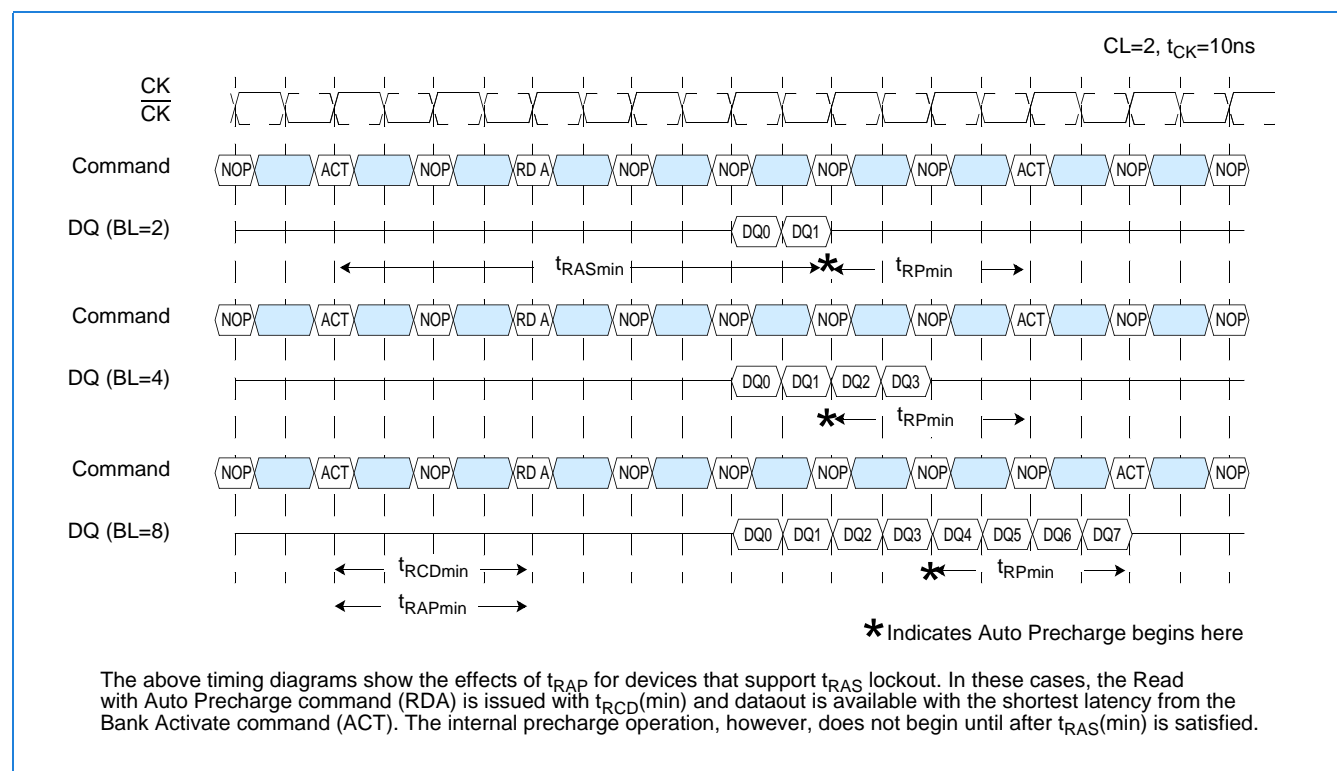 CL=2, tCK=10ns
CK
CK
Command NOP ACT NOP RD A NOP NOP NOP NOP ACT NOP NOP
DQ (BL=2) DQ0 DQ1
tRASmin * tRPmin
Command NOP ACT NOP RD A NOP NOP NOP NOP ACT NOP NOP
DQ (BL=4) DQ0 DQ1 DQ2 DQ3
* tRPmin
Command NOP ACT NOP RD A NOP NOP NOP NOP NOP ACT NOP
DQ (BL=8) DQ0 DQ1 DQ2 DQ3 DQ4 DQ5 DQ6 DQ7
tRCDmin * tRPmin
tRAPmin
* Indicates Auto Precharge begins here
The above timing diagrams show the effects of tRAP for devices that support tRAS lockout. In these cases, the Read
with Auto Precharge command (RDA) is issued with tRCD(min) and dataout is available with the shortest latency from the
Bank Activate command (ACT). The internal precharge operation, however, does not begin until after tRAS(min) is satisfied.